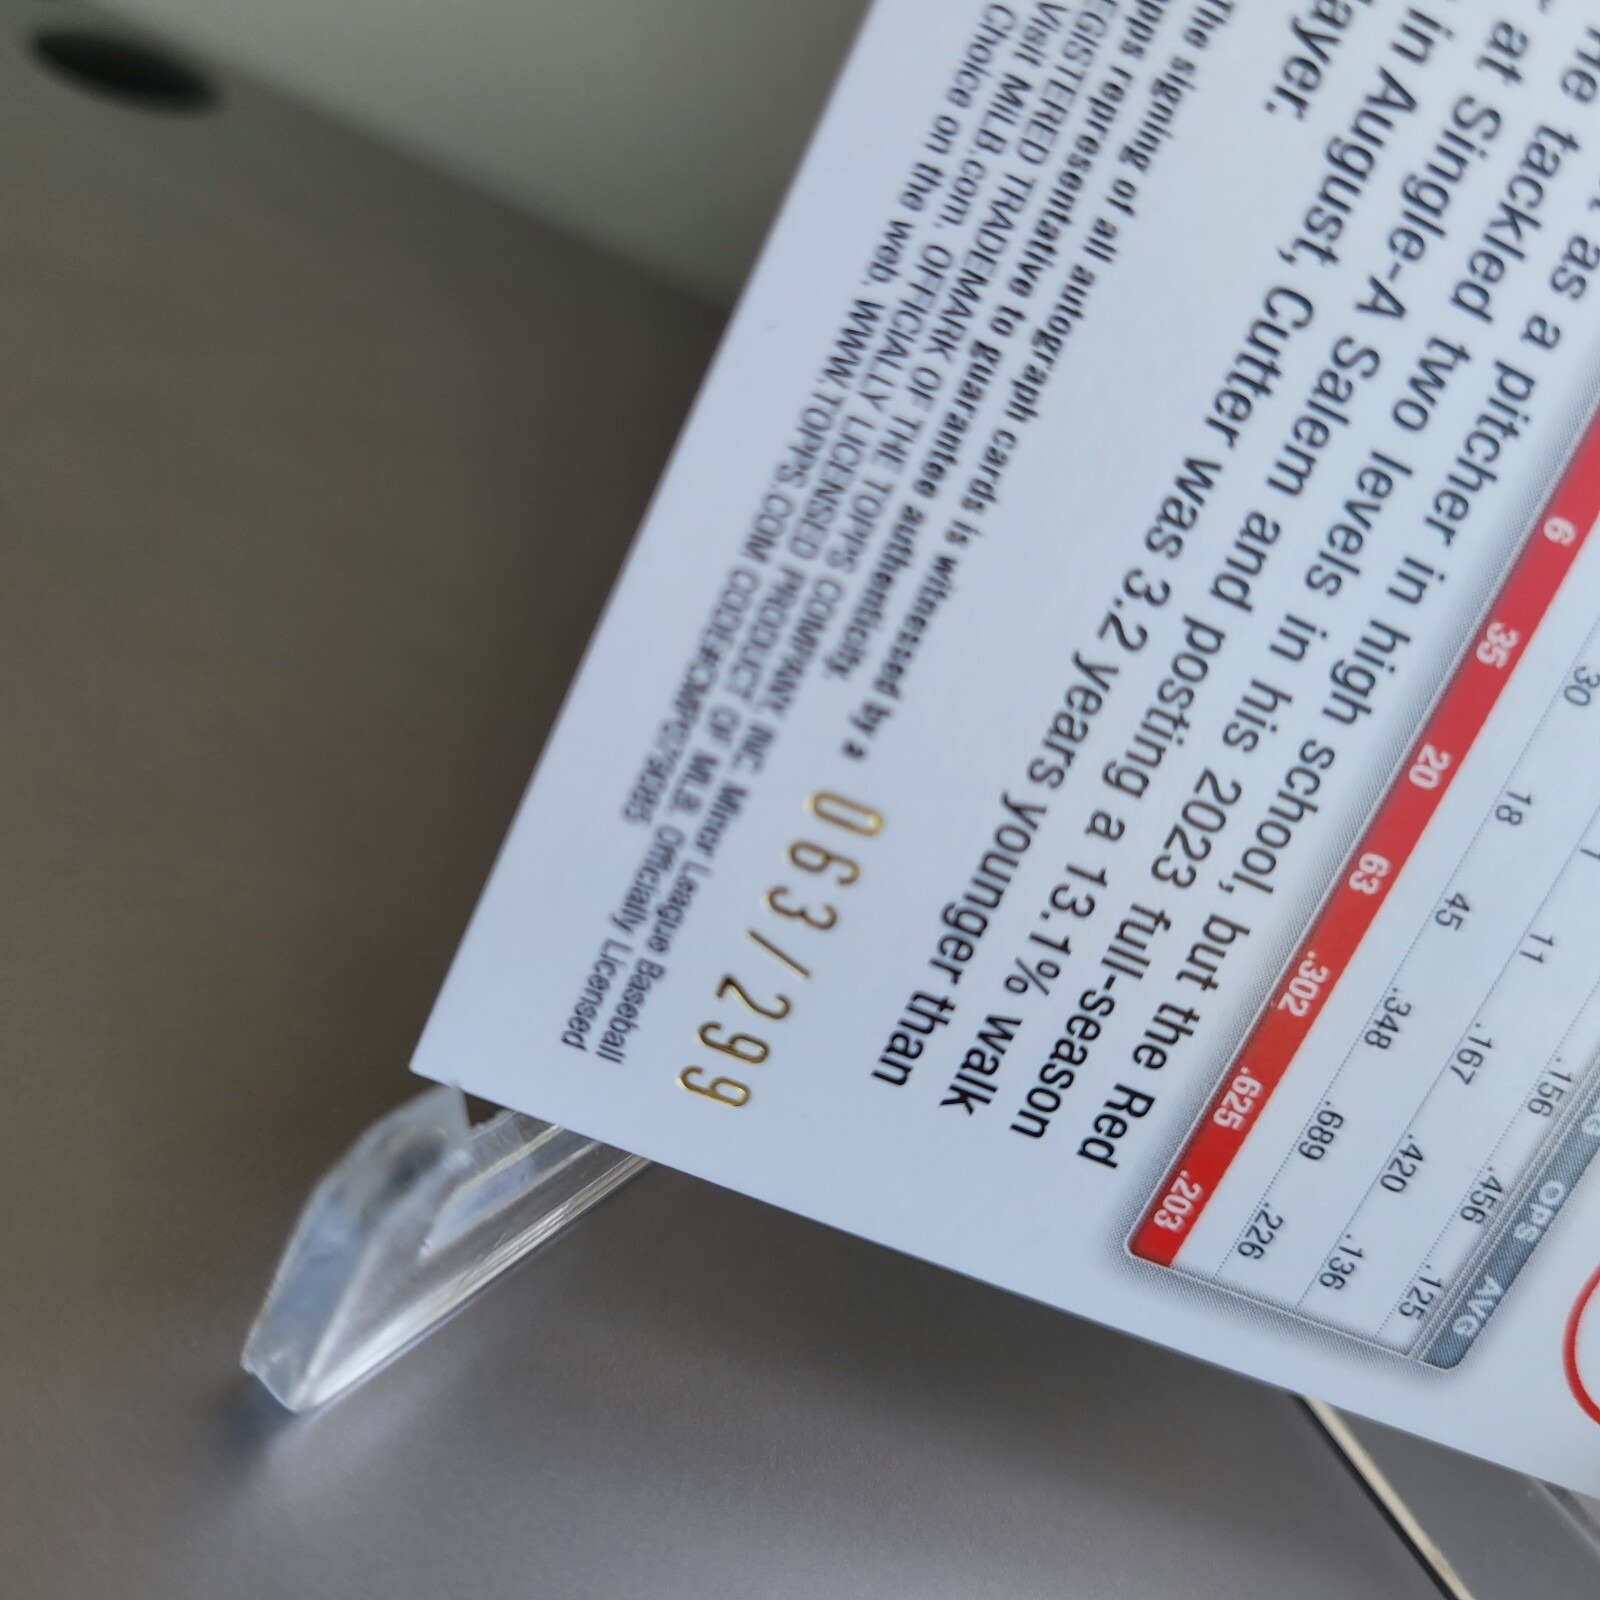 OPS AVG
.156 .456 .125
11 .167 .420 .136
30 18 45 .348 .689 .226
6 35 20 63 .302 .625 .203
as a pitcher in high school, but the Red
tackled two levels in his 2023 full-season
at Single-A Salem and posting a 13.1% walk
in August, Cutter was 3.2 years younger than
layer.
The signing of all autograph cards is witnessed by a
pps representative to guarantee authenticity.
063/299
EGISTERED TRADEMARK OF THE TOPPS COMPANY, INC. Minor League Baseball
Visit MiLB.com. OFFICIALLY LICENSED PRODUCT OF MLB. Officially Licensed
Choice on the web. WWW.TOPPS.COM